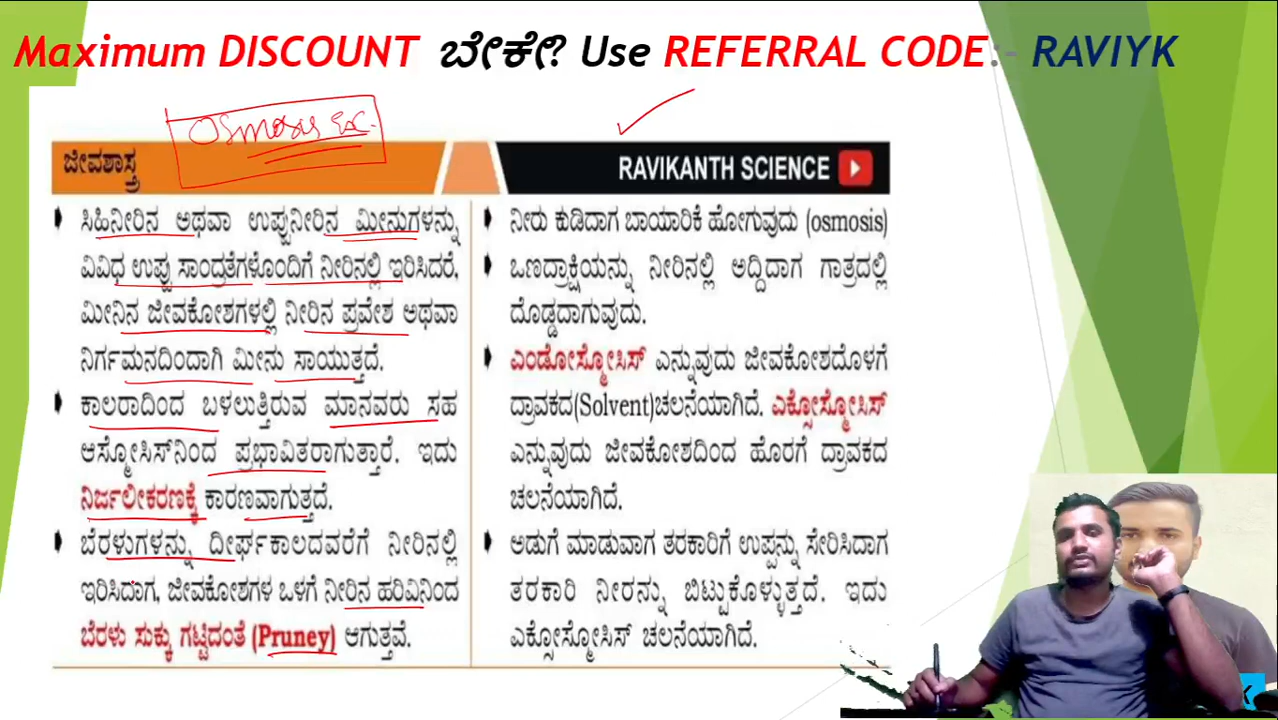 Maximum DISCOUNT ಬೇಕೇ? Use REFERRAL CODE:- RAVIYK
Osmosis Ex.
ಜೀವಶಾಸ್ತ್ರ
RAVIKANTH SCIENCE
ಸಿಹಿನೀರಿನ ಅಥವಾ ಉಪ್ಪುನೀರಿನ ಮೀನುಗಳನ್ನು
ವಿವಿಧ ಉಪ್ಪು ಸಾಂದ್ರತೆಗಳೊಂದಿಗೆ ನೀರಿನಲ್ಲಿ ಇರಿಸಿದರೆ,
ಮೀನಿನ ಜೀವಕೋಶಗಳಲ್ಲಿ ನೀರಿನ ಪ್ರವೇಶ ಅಥವಾ
ನಿರ್ಗಮನದಿಂದಾಗಿ ಮೀನು ಸಾಯುತ್ತದೆ.
ಕಾಲರಾದಿಂದ ಬಳಲುತ್ತಿರುವ ಮಾನವರು ಸಹ
ಆಸ್ಮೋಸಿಸ್‌ನಿಂದ ಪ್ರಭಾವಿತರಾಗುತ್ತಾರೆ. ಇದು
ನಿರ್ಜಲೀಕರಣಕ್ಕೆ ಕಾರಣವಾಗುತ್ತದೆ.
ಬೆರಳುಗಳನ್ನು ದೀರ್ಘಕಾಲದವರೆಗೆ ನೀರಿನಲ್ಲಿ
ಇರಿಸಿದಾಗ, ಜೀವಕೋಶಗಳ ಒಳಗೆ ನೀರಿನ ಹರಿವಿನಿಂದ
ಬೆರಳು ಸುಕ್ಕು ಗಟ್ಟಿದಂತೆ (Pruney) ಆಗುತ್ತವೆ.
ನೀರು ಕುಡಿದಾಗ ಬಾಯಾರಿಕೆ ಹೋಗುವುದು (osmosis)
ಒಣದ್ರಾಕ್ಷಿಯನ್ನು ನೀರಿನಲ್ಲಿ ಅದ್ದಿದಾಗ ಗಾತ್ರದಲ್ಲಿ
ದೊಡ್ಡದಾಗುವುದು.
ಎಂಡೋಸ್ಮೋಸಿಸ್ ಎನ್ನುವುದು ಜೀವಕೋಶದೊಳಗೆ
ದ್ರಾವಕದ(Solvent)ಚಲನೆಯಾಗಿದೆ. ಎಕ್ಸೋಸ್ಮೋಸಿಸ್
ಎನ್ನುವುದು ಜೀವಕೋಶದಿಂದ ಹೊರಗೆ ದ್ರಾವಕದ
ಚಲನೆಯಾಗಿದೆ.
ಅಡುಗೆ ಮಾಡುವಾಗ ತರಕಾರಿಗೆ ಉಪ್ಪನ್ನು ಸೇರಿಸಿದಾಗ
ತರಕಾರಿ ನೀರನ್ನು ಬಿಟ್ಟುಕೊಳ್ಳುತ್ತದೆ. ಇದು
ಎಕ್ಸೋಸ್ಮೋಸಿಸ್ ಚಲನೆಯಾಗಿದೆ.